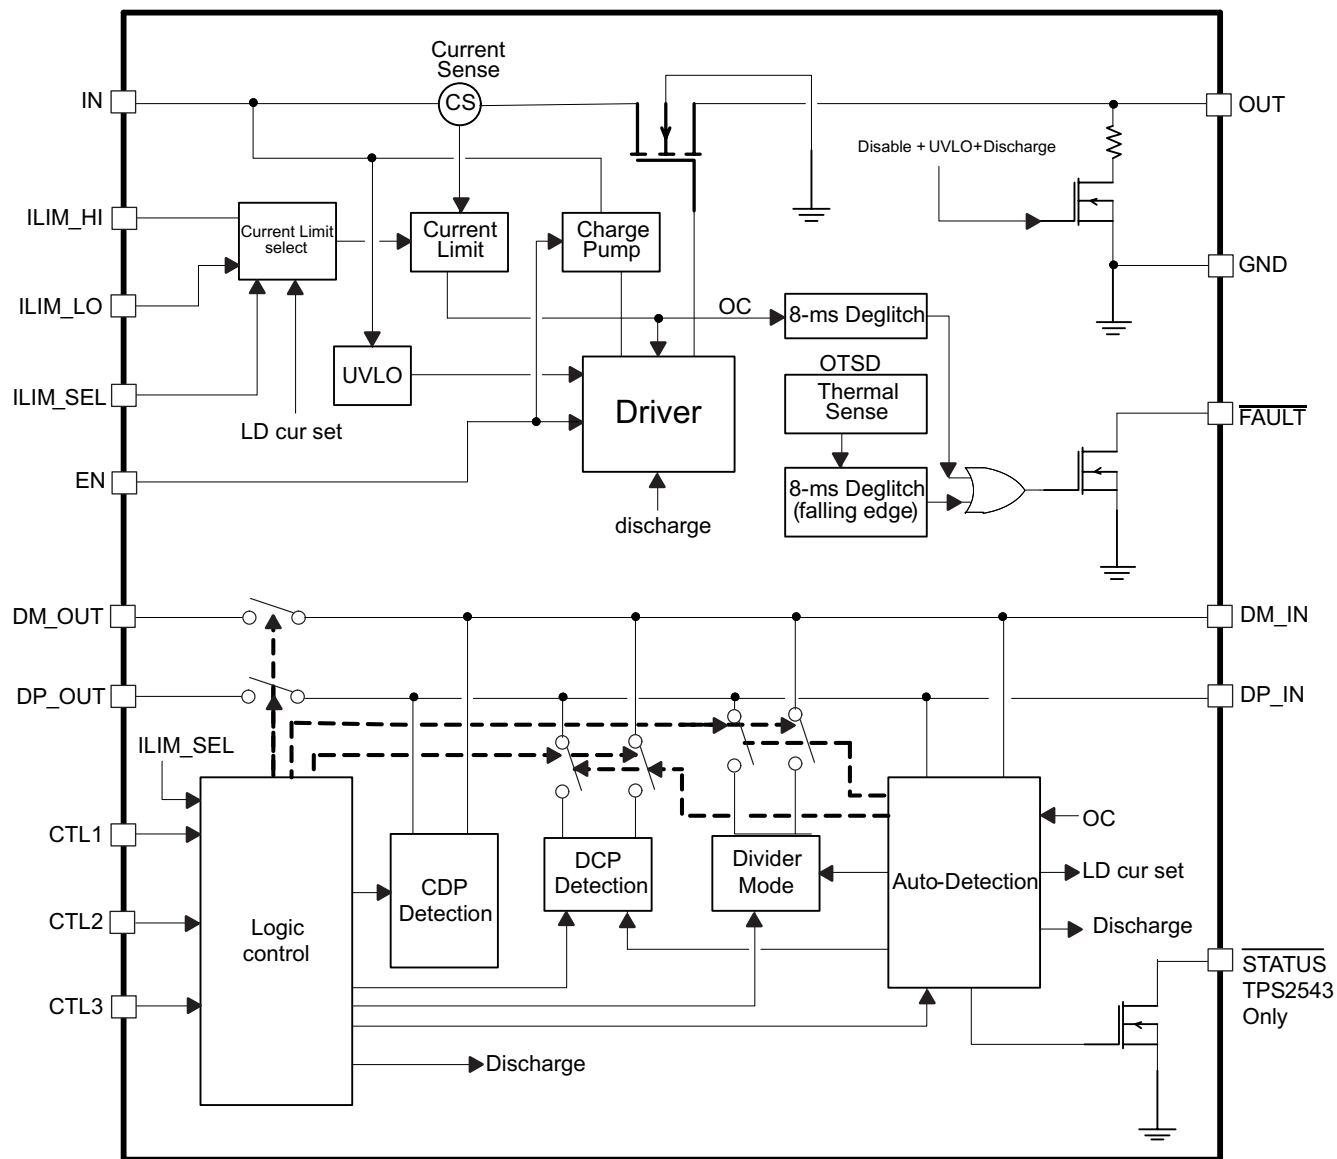 Current
Sense
IN
CS
OUT
Disable + UVLO+Discharge
ILIM_HI
Current Limit
select
Current
Limit
Charge
Pump
GND
ILIM_LO
OC
8-ms Deglitch
UVLO
OTSD
Thermal
Sense
Driver
ILIM_SEL
LD cur set
FAULT
EN
8-ms Deglitch
(falling edge)
discharge
DM_OUT
DM_IN
DP_OUT
DP_IN
ILIM_SEL
CTL1
OC
CDP
Detection
DCP
Detection
Divider
Mode
Auto-Detection
LD cur set
CTL2
Logic
control
Discharge
STATUS
TPS2543
Only
CTL3
Discharge